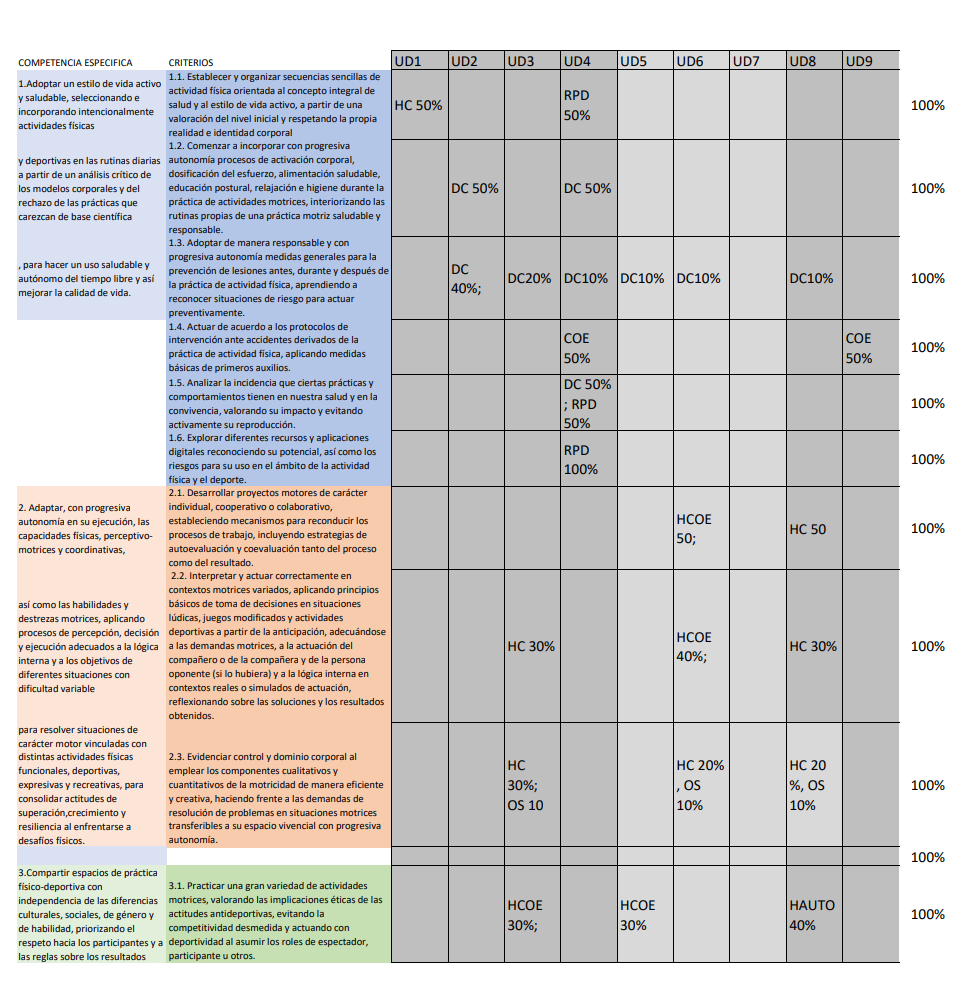 COMPETENCIA ESPECIFICA CRITERIOS UD1 UD2 UD3 UD4 UD5 UD6 UD7 UD8 UD9
1.Adoptar un estilo de vida activo
y saludable, seleccionando e
incorporando intencionalmente
actividades físicas
1.1. Establecer y organizar secuencias sencillas de
actividad física orientada al concepto integral de
salud y al estilo de vida activo, a partir de una
valoración del nivel inicial y respetando la propia
realidad e identidad corporal
HC 50%
RPD
50%
100%
y deportivas en las rutinas diarias
a partir de un análisis crítico de
los modelos corporales y del
rechazo de las prácticas que
carezcan de base científica
1.2. Comenzar a incorporar con progresiva
autonomía procesos de activación corporal,
dosificación del esfuerzo, alimentación saludable,
educación postural, relajación e higiene durante la
práctica de actividades motrices, interiorizando las
rutinas propias de una práctica motriz saludable y
responsable.
DC 50%
DC 50%
100%
, para hacer un uso saludable y
autónomo del tiempo libre y así
mejorar la calidad de vida.
1.3. Adoptar de manera responsable y con
progresiva autonomía medidas generales para la
prevención de lesiones antes, durante y después de
la práctica de actividad física, aprendiendo a
reconocer situaciones de riesgo para actuar
preventivamente.
DC
40%;
DC20%
DC10%
DC10%
DC10%
DC10%
100%
1.4. Actuar de acuerdo a los protocolos de
intervención ante accidentes derivados de la
práctica de actividad física, aplicando medidas
básicas de primeros auxilios.
COE
50%
COE
50%
100%
1.5. Analizar la incidencia que ciertas prácticas y
comportamientos tienen en nuestra salud y en la
convivencia, valorando su impacto y evitando
activamente su reproducción.
DC 50%
; RPD
50%
100%
1.6. Explorar diferentes recursos y aplicaciones
digitales reconociendo su potencial, así como los
riesgos para su uso en el ámbito de la actividad
física y el deporte.
RPD
100%
100%
2. Adaptar, con progresiva
autonomía en su ejecución, las
capacidades físicas, perceptivo-
motrices y coordinativas,
2.1. Desarrollar proyectos motores de carácter
individual, cooperativo o colaborativo,
estableciendo mecanismos para reconducir los
procesos de trabajo, incluyendo estrategias de
autoevaluación y coevaluación tanto del proceso
como del resultado.
HCOE
50;
HC 50
100%
así como las habilidades y
destrezas motrices, aplicando
procesos de percepción, decisión
y ejecución adecuados a la lógica
interna y a los objetivos de
diferentes situaciones con
dificultad variable
2.2. Interpretar y actuar correctamente en
contextos motrices variados, aplicando principios
básicos de toma de decisiones en situaciones
lúdicas, juegos modificados y actividades
deportivas a partir de la anticipación, adecuándose
a las demandas motrices, a la actuación del
compañero o de la compañera y de la persona
oponente (si lo hubiera) y a la lógica interna en
contextos reales o simulados de actuación,
reflexionando sobre las soluciones y los resultados
obtenidos.
HC 30%
HCOE
40%;
HC 30%
100%
para resolver situaciones de
carácter motor vinculadas con
distintas actividades físicas
funcionales, deportivas,
expresivas y recreativas, para
consolidar actitudes de
superación,crecimiento y
resiliencia al enfrentarse a
desafíos físicos.
2.3. Evidenciar control y dominio corporal al
emplear los componentes cualitativos y
cuantitativos de la motricidad de manera eficiente
y creativa, haciendo frente a las demandas de
resolución de problemas en situaciones motrices
transferibles a su espacio vivencial con progresiva
autonomía.
HC
30%;
OS 10
HC 20%
, OS
10%
HC 20
%, OS
10%
100%
100%
3.Compartir espacios de práctica
físico-deportiva con
independencia de las diferencias
culturales, sociales, de género y
de habilidad, priorizando el
respeto hacia los participantes y a
las reglas sobre los resultados
3.1. Practicar una gran variedad de actividades
motrices, valorando las implicaciones éticas de las
actitudes antideportivas, evitando la
competitividad desmedida y actuando con
deportividad al asumir los roles de espectador,
participante u otros.
HCOE
30%;
HCOE
30%
HAUTO
40%
100%